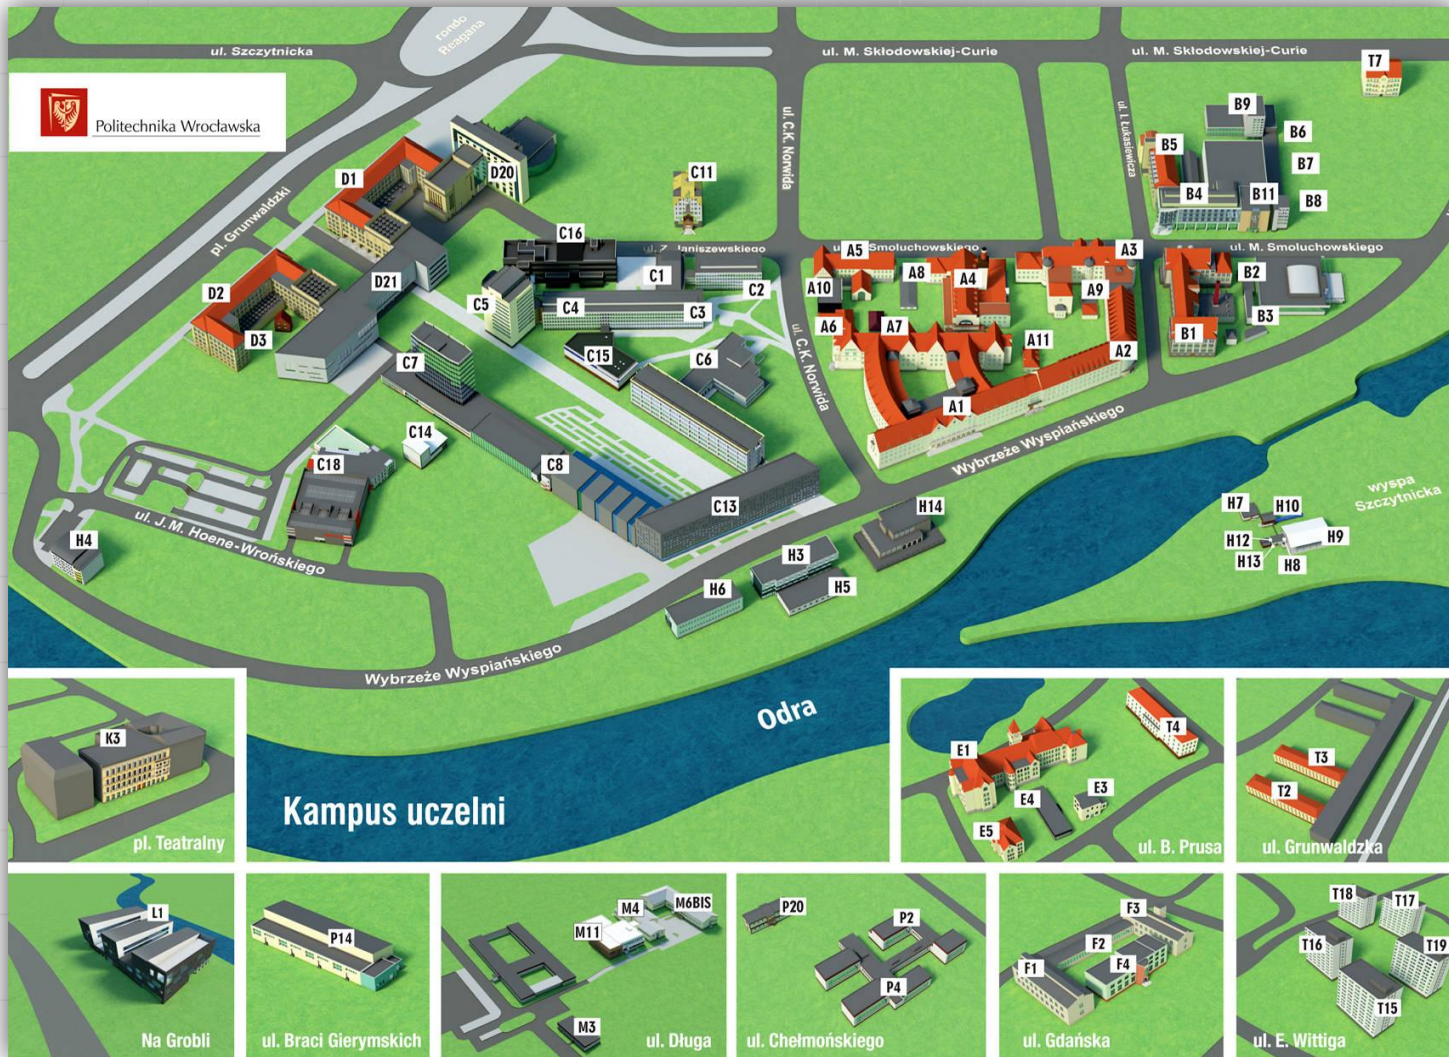 rondo
Reagana
ul. Szczytnicka
ul. M. Skłodowskiej-Curie
ul. M. Skłodowskiej-Curie
T7
Politechnika Wrocławska
ul. C.K. Norwida
ul. I. Łukasiewicza
B9
B6
B5
B7
B4
B11
B8
D1
D20
C11
pl. Grunwaldzki
C16
ul. Z. Janiszewskiego
Smoluchowskiego
ul. M. Smoluchowskiego
A5
A3
A8
A4
A10
A9
B2
C1
D21
C2
D2
C5
C4
C3
B3
A6
A7
B1
D3
C15
C6
C7
A11
A2
ul. C.K. Norwida
A1
C14
Wybrzeże Wyspiańskiego
C18
C8
wyspa
Szczytnicka
C13
H14
H7
H10
ul. J.M. Hoene-Wrońskiego
H4
H12
H9
H13
H8
H3
H6
H5
Wybrzeże Wyspiańskiego
Odra
Kampus uczelni
K3
pl. Teatralny
T4
E1
E4
E3
E5
ul. B. Prusa
T3
T2
ul. Grunwaldzka
L1
Na Grobli
P14
ul. Braci Gierymskich
M4
M6BIS
M11
M3
ul. Długa
P20
P2
P4
ul. Chełmońskiego
F3
F2
F1
F4
ul. Gdańska
T18
T17
T16
T19
T15
ul. E. Wittiga